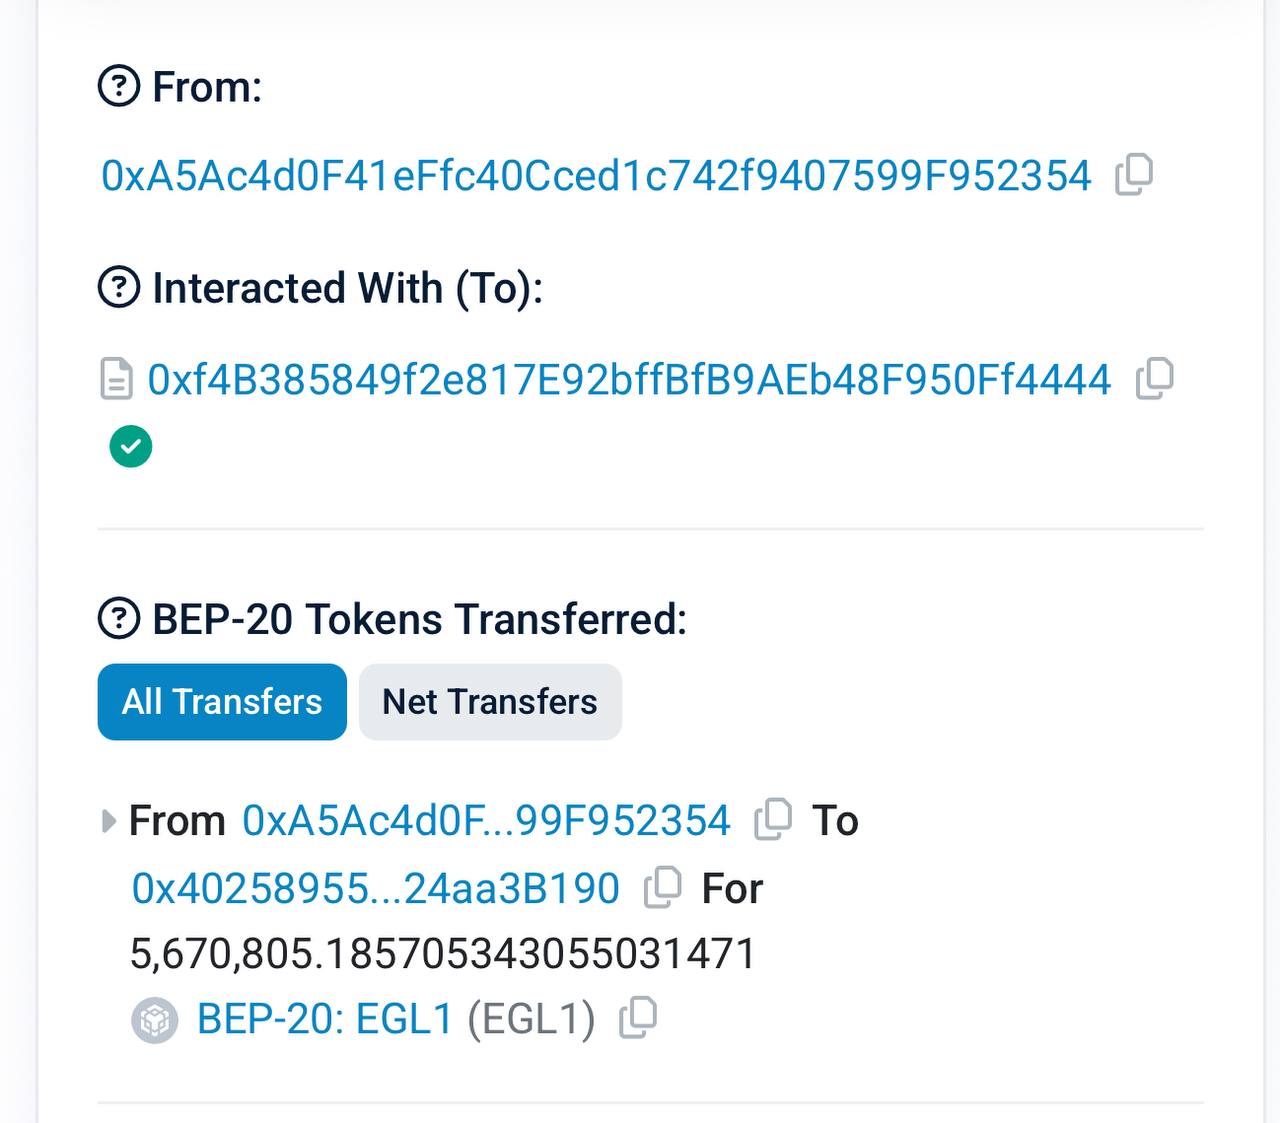 From:
0xA5Ac4d0F41eFfc40Cced1c742f9407599F952354
Interacted With (To):
0xf4B385849f2e817E92bffBfB9AEb48F950Ff4444
BEP-20 Tokens Transferred:
All Transfers Net Transfers
From 0xA5Ac4d0F...99F952354 To
0x40258955...24aa3B190 For
5,670,805.185705343055031471
BEP-20: EGL1 (EGL1)